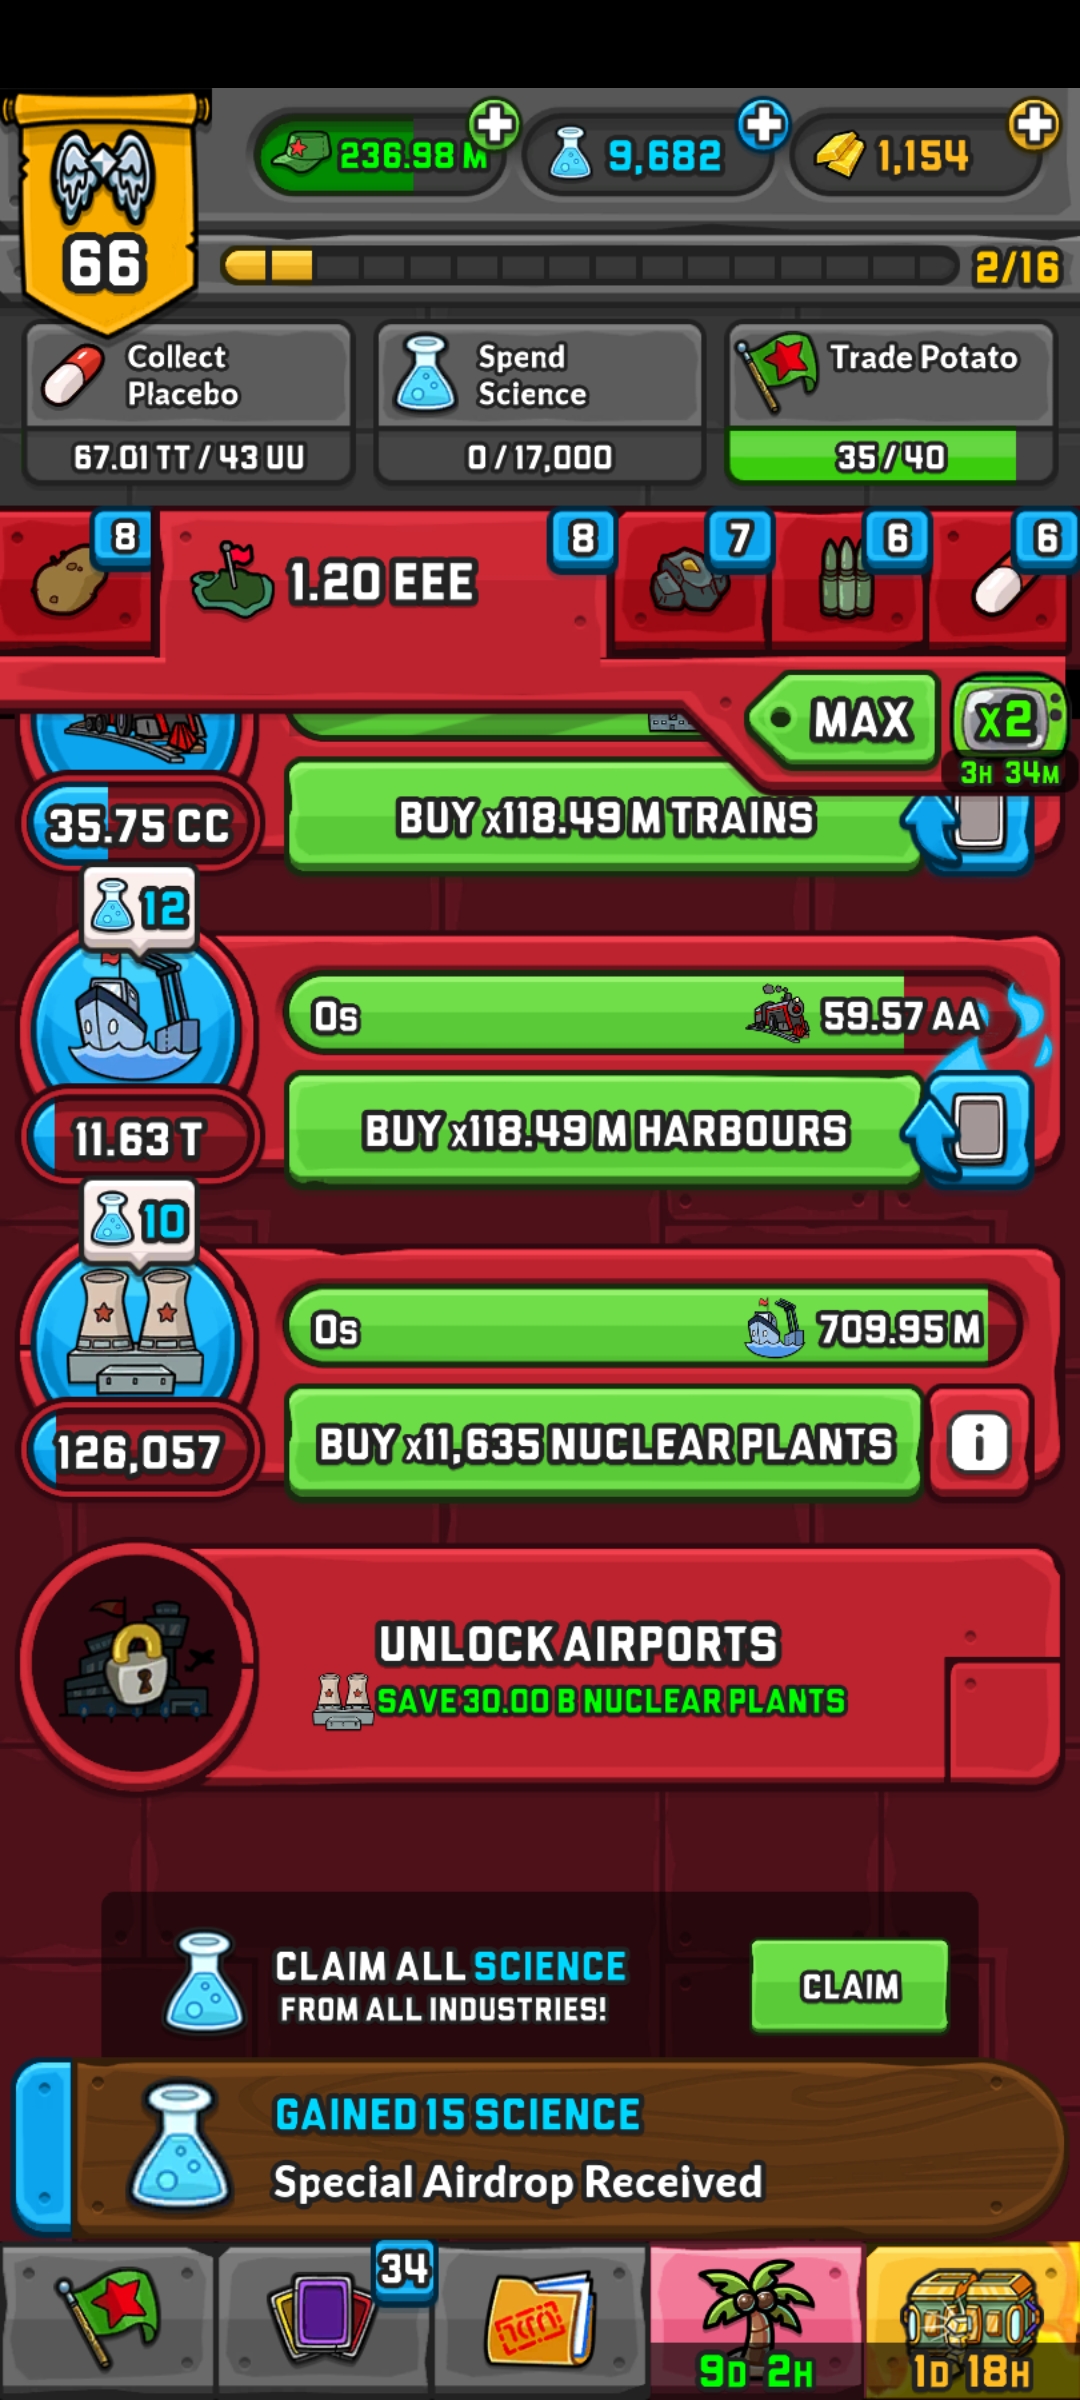 236.98 M
9,682
1,154
66
2/16
Collect
Placebo
67.01 TT / 43 UU
Spend
Science
0 / 17,000
Trade Potato
35 / 40
8
1.20 EEE
8
7
6
6
MAX
x2
3H 34M
35.75 CC
BUY x118.49 M TRAINS
12
0s
59.57 AA
11.63 T
BUY x118.49 M HARBOURS
10
0s
709.95 M
126,057
BUY x11,635 NUCLEAR PLANTS
i
UNLOCK AIRPORTS
SAVE 30.00 B NUCLEAR PLANTS
CLAIM ALL SCIENCE
FROM ALL INDUSTRIES!
CLAIM
GAINED 15 SCIENCE
Special Airdrop Received
34
9D 2H
1D 18H